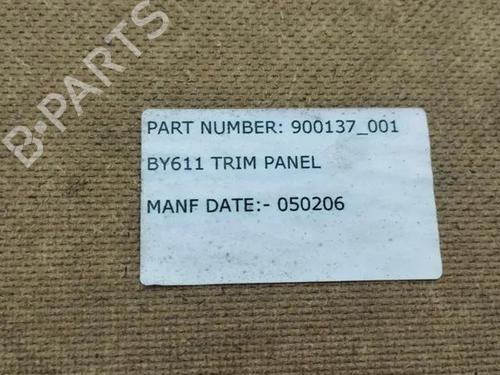 B-PARTS
PART NUMBER: 900137_001
BY611 TRIM PANEL
MANF DATE:- 050206